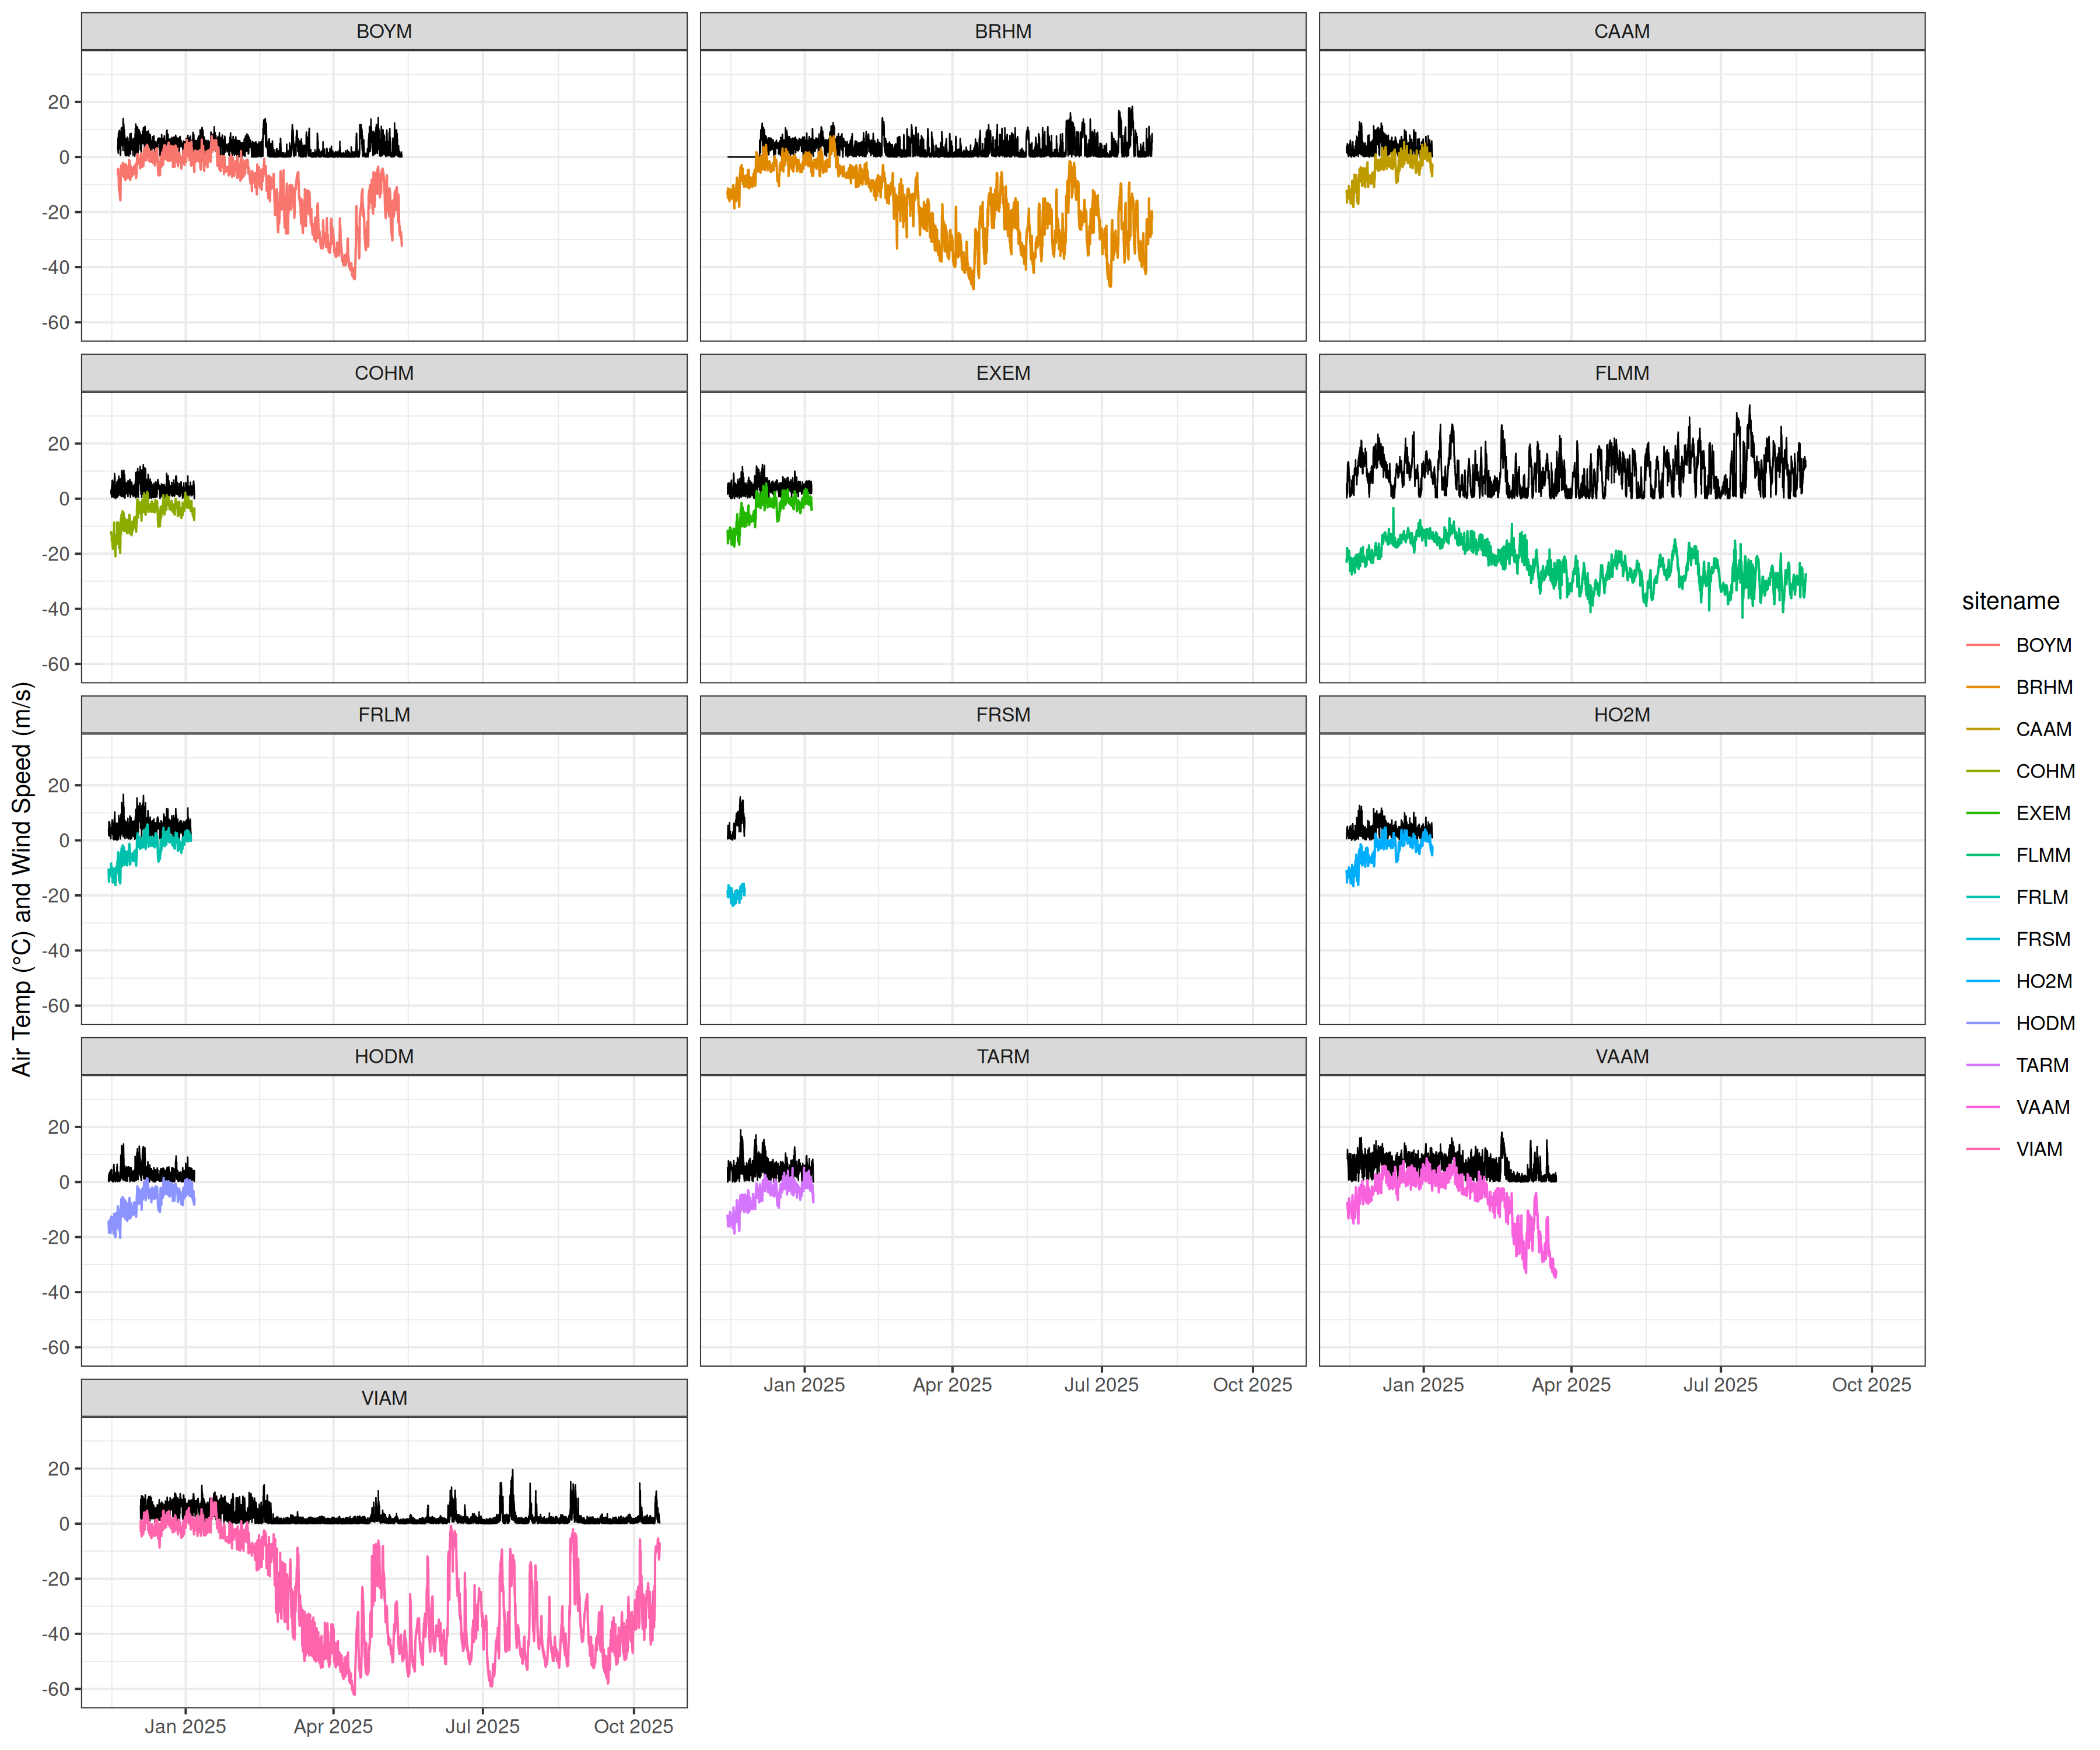 BOYM BRHM CAAM
20
0
-20
-40
-60
COHM EXEM FLMM
20
0
-20
-40
-60
FRLM FRSM HO2M
20
0
-20
-40
-60
HODM TARM VAAM
20
0
-20
-40
-60
Jan 2025 Apr 2025 Jul 2025 Oct 2025 Jan 2025 Apr 2025 Jul 2025 Oct 2025
VIAM
20
0
-20
-40
-60
Jan 2025 Apr 2025 Jul 2025 Oct 2025
Air Temp (°C) and Wind Speed (m/s)
sitename
BOYM
BRHM
CAAM
COHM
EXEM
FLMM
FRLM
FRSM
HO2M
HODM
TARM
VAAM
VIAM